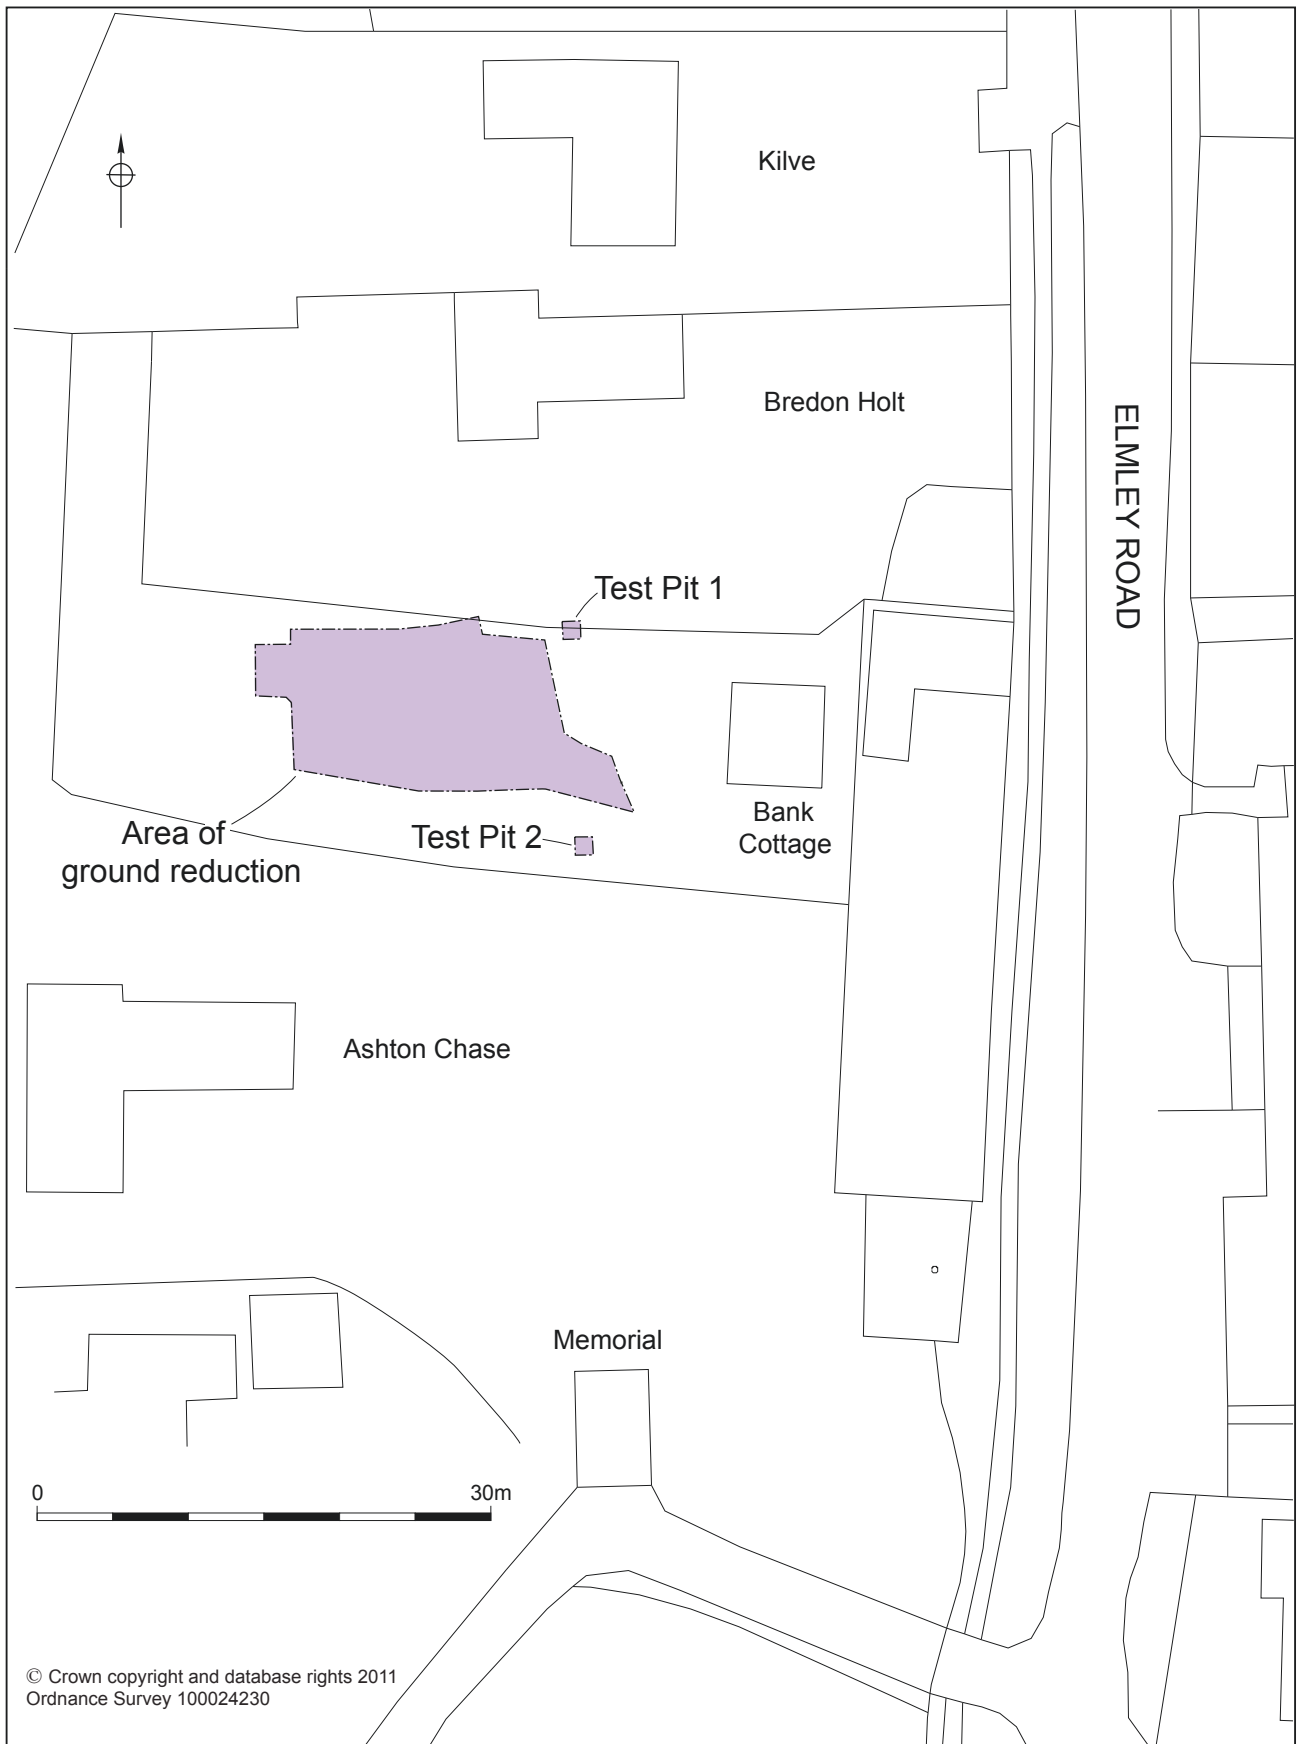 Kilve
Bredon Holt
ELMLEY ROAD
Test Pit 1
Bank
Cottage
Area of
ground reduction
Test Pit 2
Ashton Chase
Memorial
0
30m
© Crown copyright and database rights 2011
Ordnance Survey 100024230